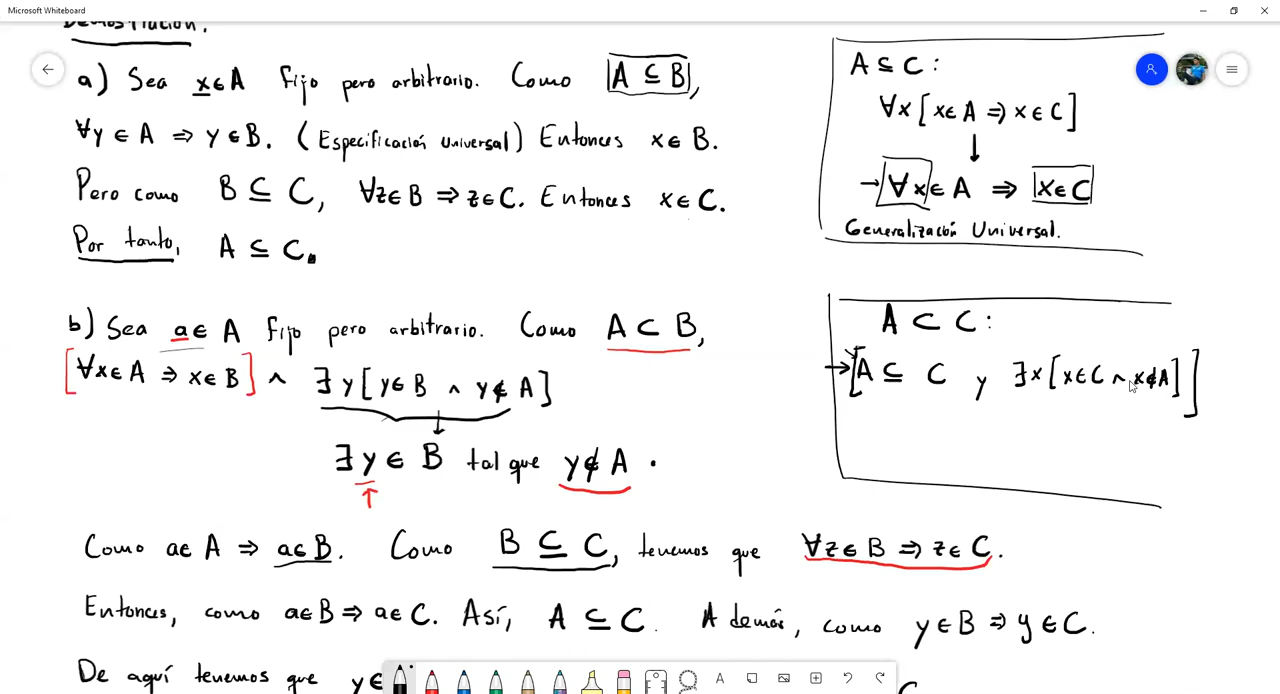 Microsoft Whiteboard
Demostración.
a) Sea x ∈ A fijo pero arbitrario. Como A ⊆ B,
∀y ∈ A ⇒ y ∈ B. (Especificación Universal) Entonces x ∈ B.
Pero como B ⊆ C, ∀z ∈ B ⇒ z ∈ C. Entonces x ∈ C.
Por tanto, A ⊆ C.
A ⊆ C:
∀x [x ∈ A ⇒ x ∈ C]
↓
→ ∀x ∈ A ⇒ x ∈ C
Generalización Universal.
b) Sea a ∈ A fijo pero arbitrario. Como A ⊂ B,
[∀x ∈ A ⇒ x ∈ B] ∧ ∃y [y ∈ B ∧ y ∉ A]
∃y ∈ B tal que y ∉ A.
A ⊂ C:
→ [A ⊆ C y ∃x [x ∈ C ∧ x ∉ A]]
Como a ∈ A ⇒ a ∈ B. Como B ⊆ C, tenemos que ∀z ∈ B ⇒ z ∈ C.
Entonces, como a ∈ B ⇒ a ∈ C. Así, A ⊆ C. Además, como y ∈ B ⇒ y ∈ C.
De aquí tenemos que y ∈